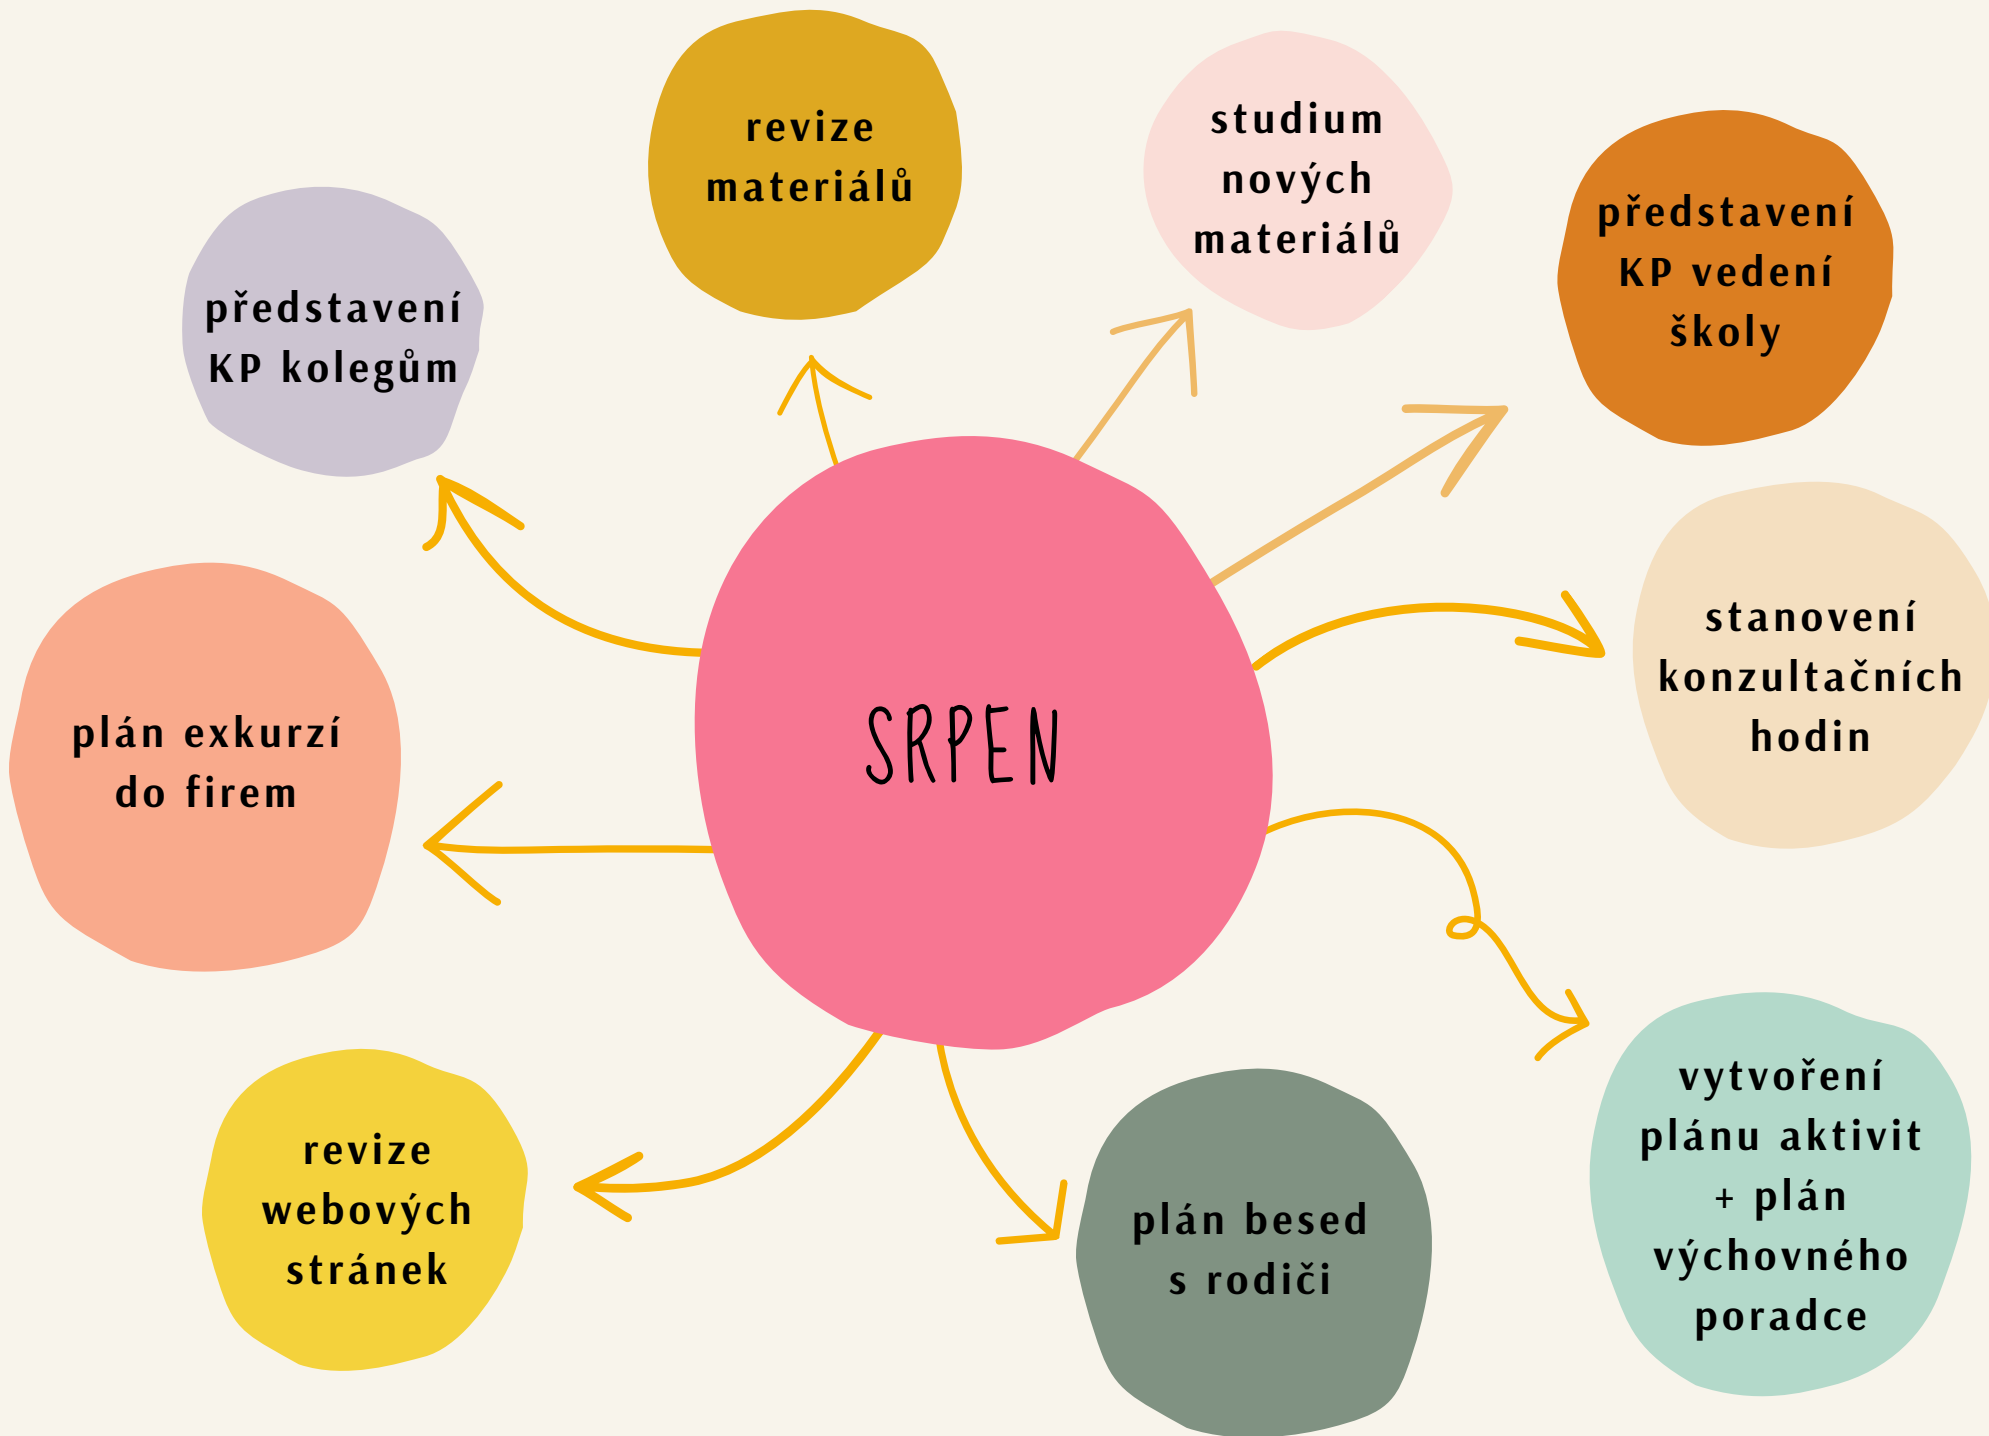 revize
materiálů
studium
nových
materiálů
představení
KP vedení
školy
představení
KP kolegům
stanovení
konzultačních
hodin
SRPEN
plán exkurzí
do firem
vytvoření
plánu aktivit
+ plán
výchovného
poradce
revize
webových
stránek
plán besed
s rodiči